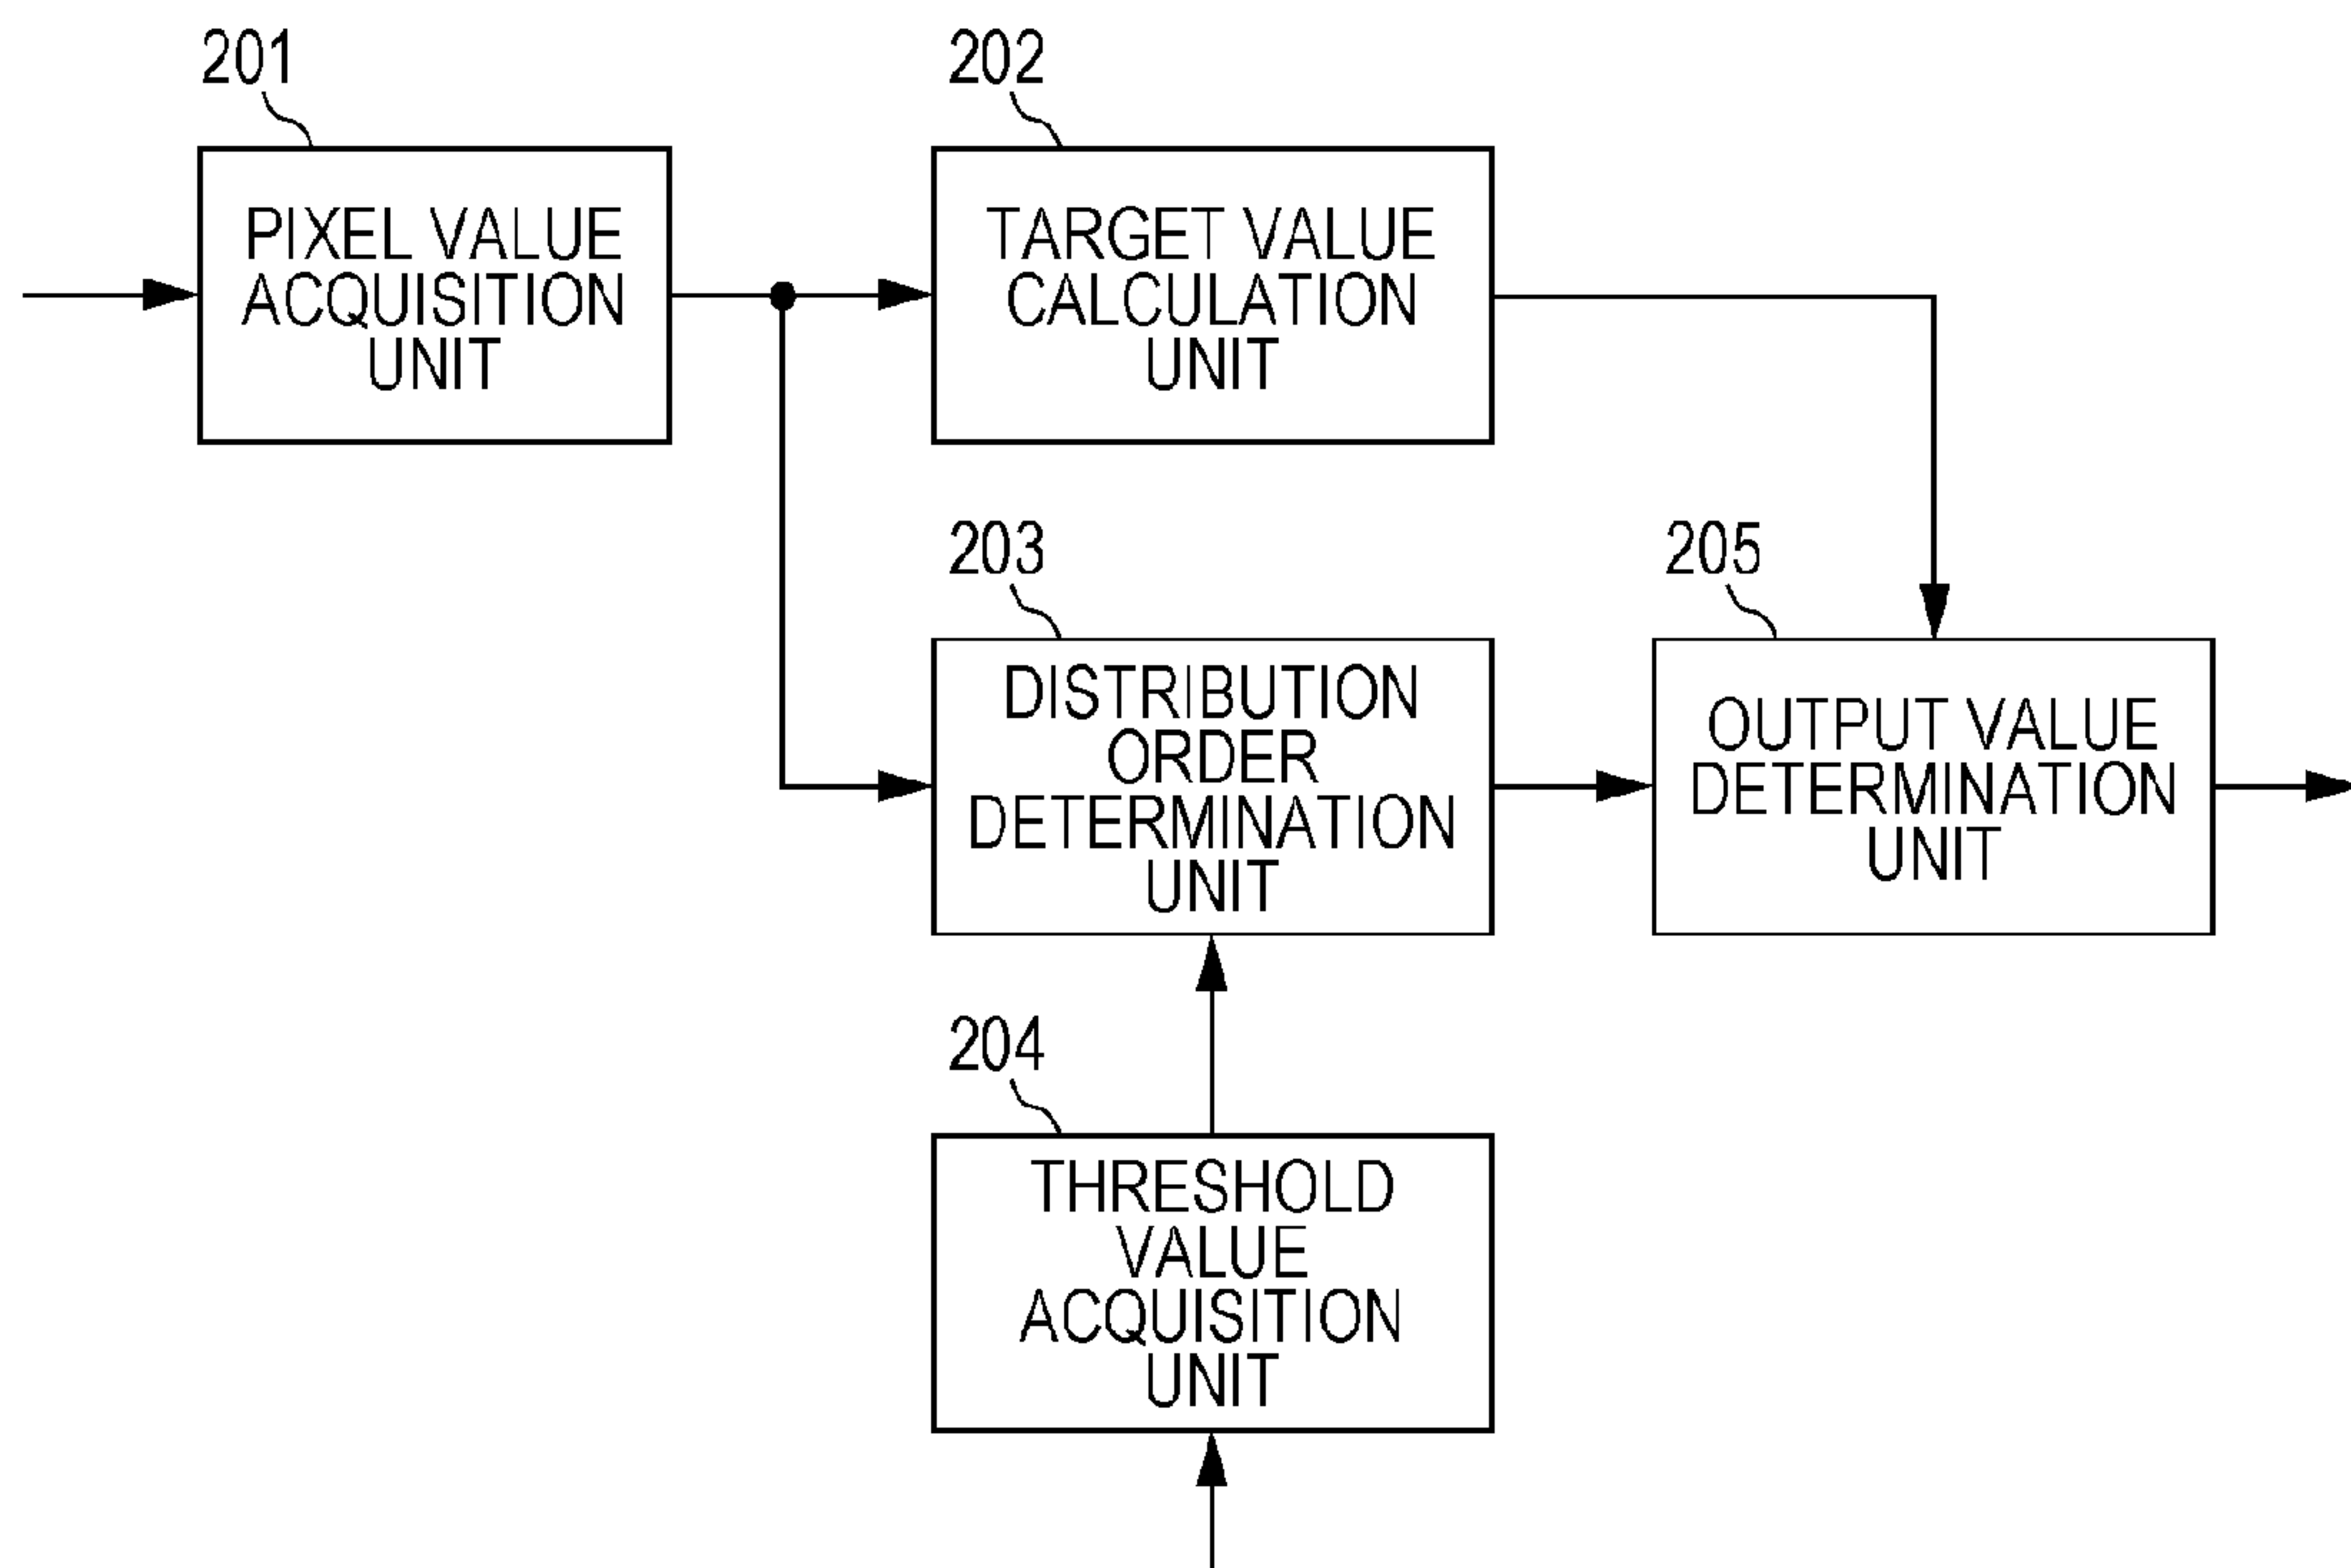 201
PIXEL VALUE
ACQUISITION
UNIT
202
TARGET VALUE
CALCULATION
UNIT
203
DISTRIBUTION
ORDER
DETERMINATION
UNIT
205
OUTPUT VALUE
DETERMINATION
UNIT
204
THRESHOLD
VALUE
ACQUISITION
UNIT